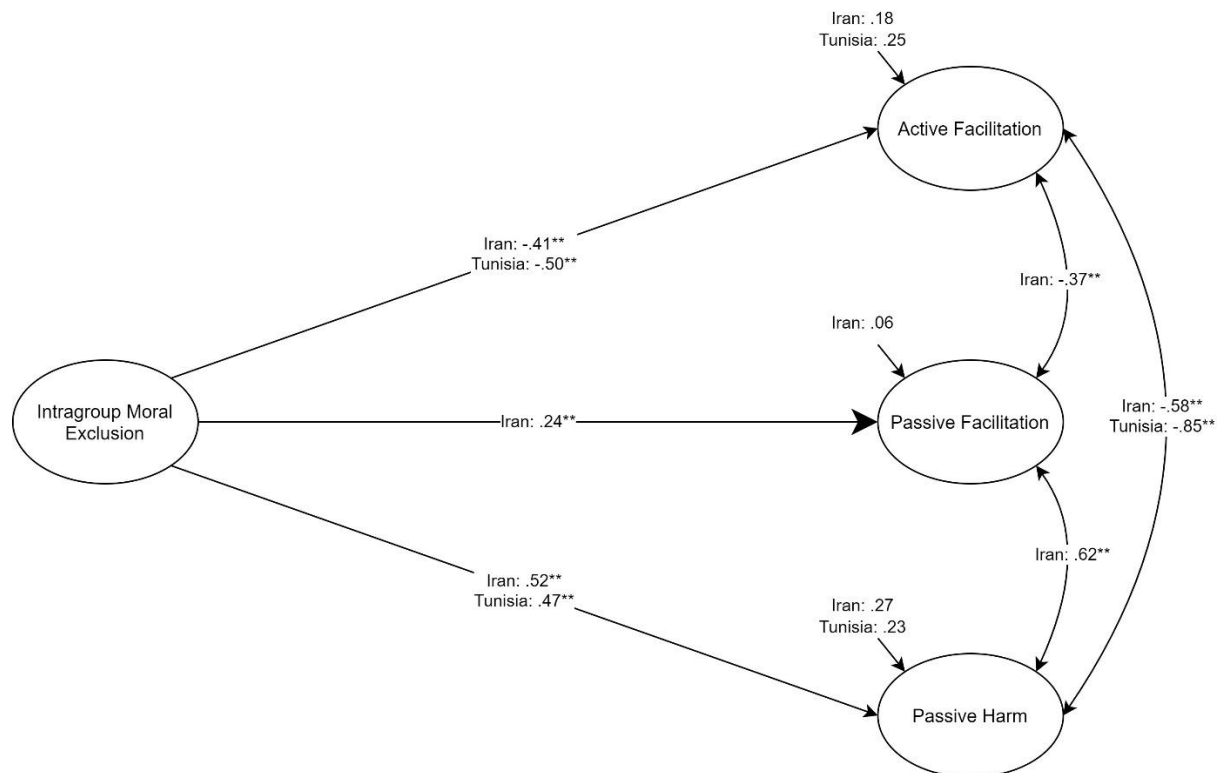 Iran: .18
Tunisia: .25
Active Facilitation
Iran: -.41**
Tunisia: -.50**
Iran: -.37**
Iran: .06
Intragroup Moral
Exclusion
Iran: .24**
Passive Facilitation
Iran: -.58**
Tunisia: -.85**
Iran: .62**
Iran: .52**
Tunisia: .47**
Iran: .27
Tunisia: .23
Passive Harm